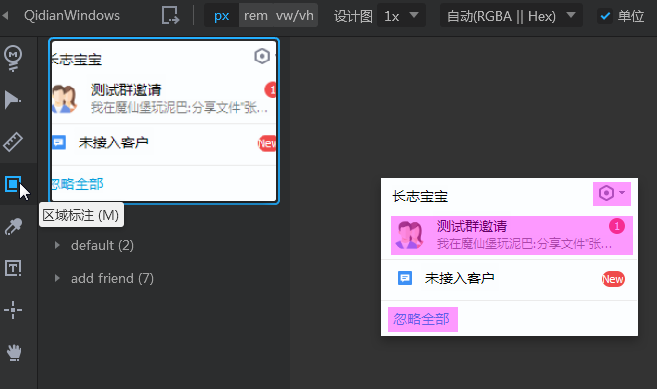 QidianWindows
px rem vw/vh 设计图 1x 自动(RGBA || Hex) 单位
长志宝宝
测试群邀请 1
我在魔仙堡玩泥巴:分享文件"张...
未接入客户 New
忽略全部
区域标注 (M)
default (2)
add friend (7)
长志宝宝
测试群邀请 1
我在魔仙堡玩泥巴:分享文件"张...
未接入客户 New
忽略全部